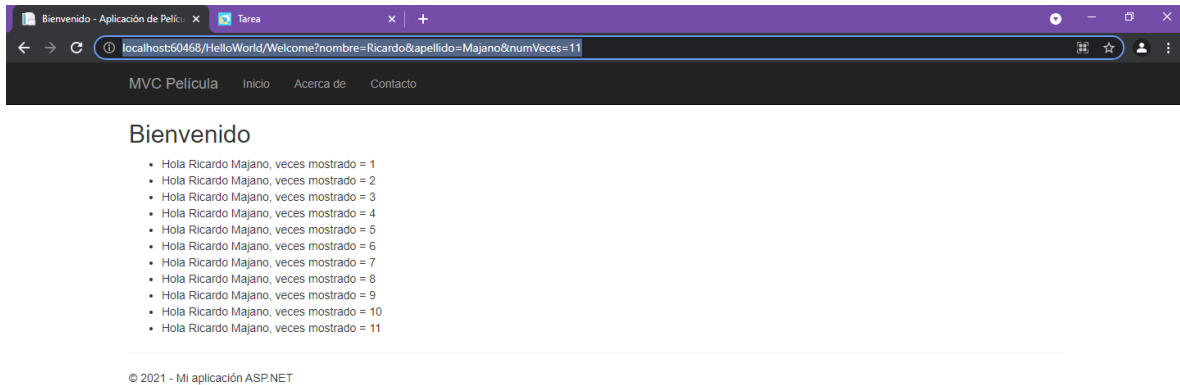 Bienvenido - Aplicación de Pelícu
Tarea
localhost:60468/HelloWorld/Welcome?nombre=Ricardo&apellido=Majano&numVeces=11
MVC Película Inicio Acerca de Contacto
Bienvenido
• Hola Ricardo Majano, veces mostrado = 1
• Hola Ricardo Majano, veces mostrado = 2
• Hola Ricardo Majano, veces mostrado = 3
• Hola Ricardo Majano, veces mostrado = 4
• Hola Ricardo Majano, veces mostrado = 5
• Hola Ricardo Majano, veces mostrado = 6
• Hola Ricardo Majano, veces mostrado = 7
• Hola Ricardo Majano, veces mostrado = 8
• Hola Ricardo Majano, veces mostrado = 9
• Hola Ricardo Majano, veces mostrado = 10
• Hola Ricardo Majano, veces mostrado = 11
© 2021 - Mi aplicación ASP.NET